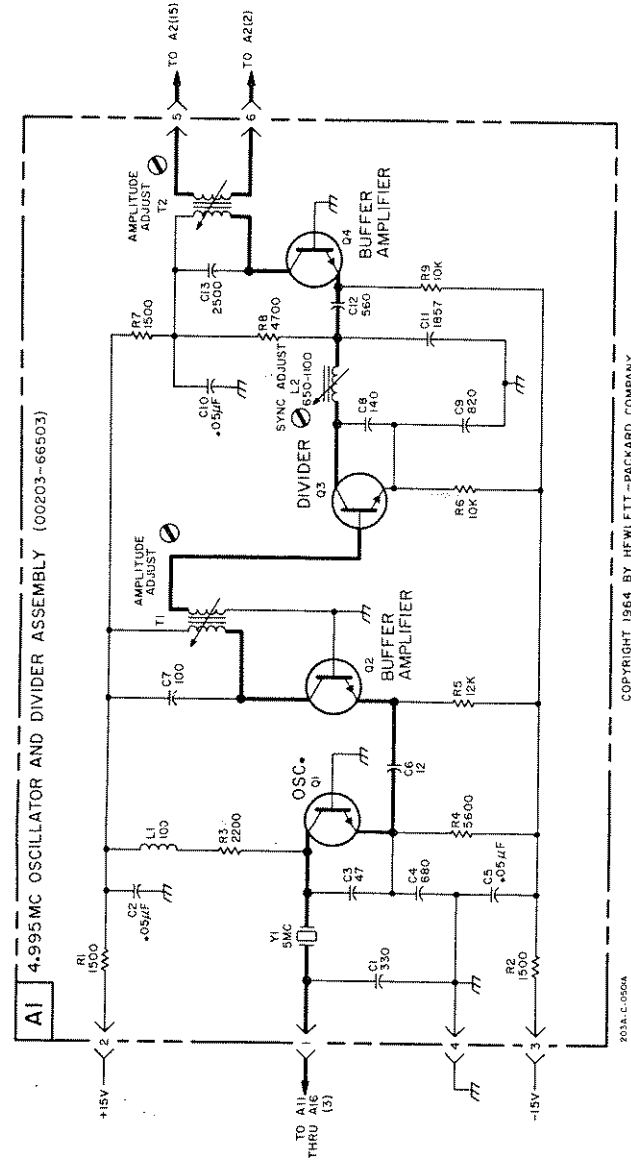 A1
4.995MC OSCILLATOR AND DIVIDER ASSEMBLY (00203-66503)
+15V
2
R1
1500
C2
.05µF
L1
100
R3
2200
C7
100
AMPLITUDE
ADJUST
T1
R7
1500
C10
.05µF
C13
2500
AMPLITUDE
ADJUST
T2
5
TO A2(15)
6
TO A2(2)
TO A11
THRU A16
(3)
1
Y1
5MC
C1
330
C3
47
C4
680
C5
.05µF
OSC.
Q1
R4
5600
C6
12
Q2
BUFFER
AMPLIFIER
R5
12K
DIVIDER
Q3
SYNC ADJUST
L2
650-1100
R8
4700
C8
140
C9
820
R6
10K
C11
1857
C12
560
R9
10K
Q4
BUFFER
AMPLIFIER
4
-15V
3
R2
1500
203A-C-050IA
COPYRIGHT 1964 BY HEWLETT-PACKARD COMPANY